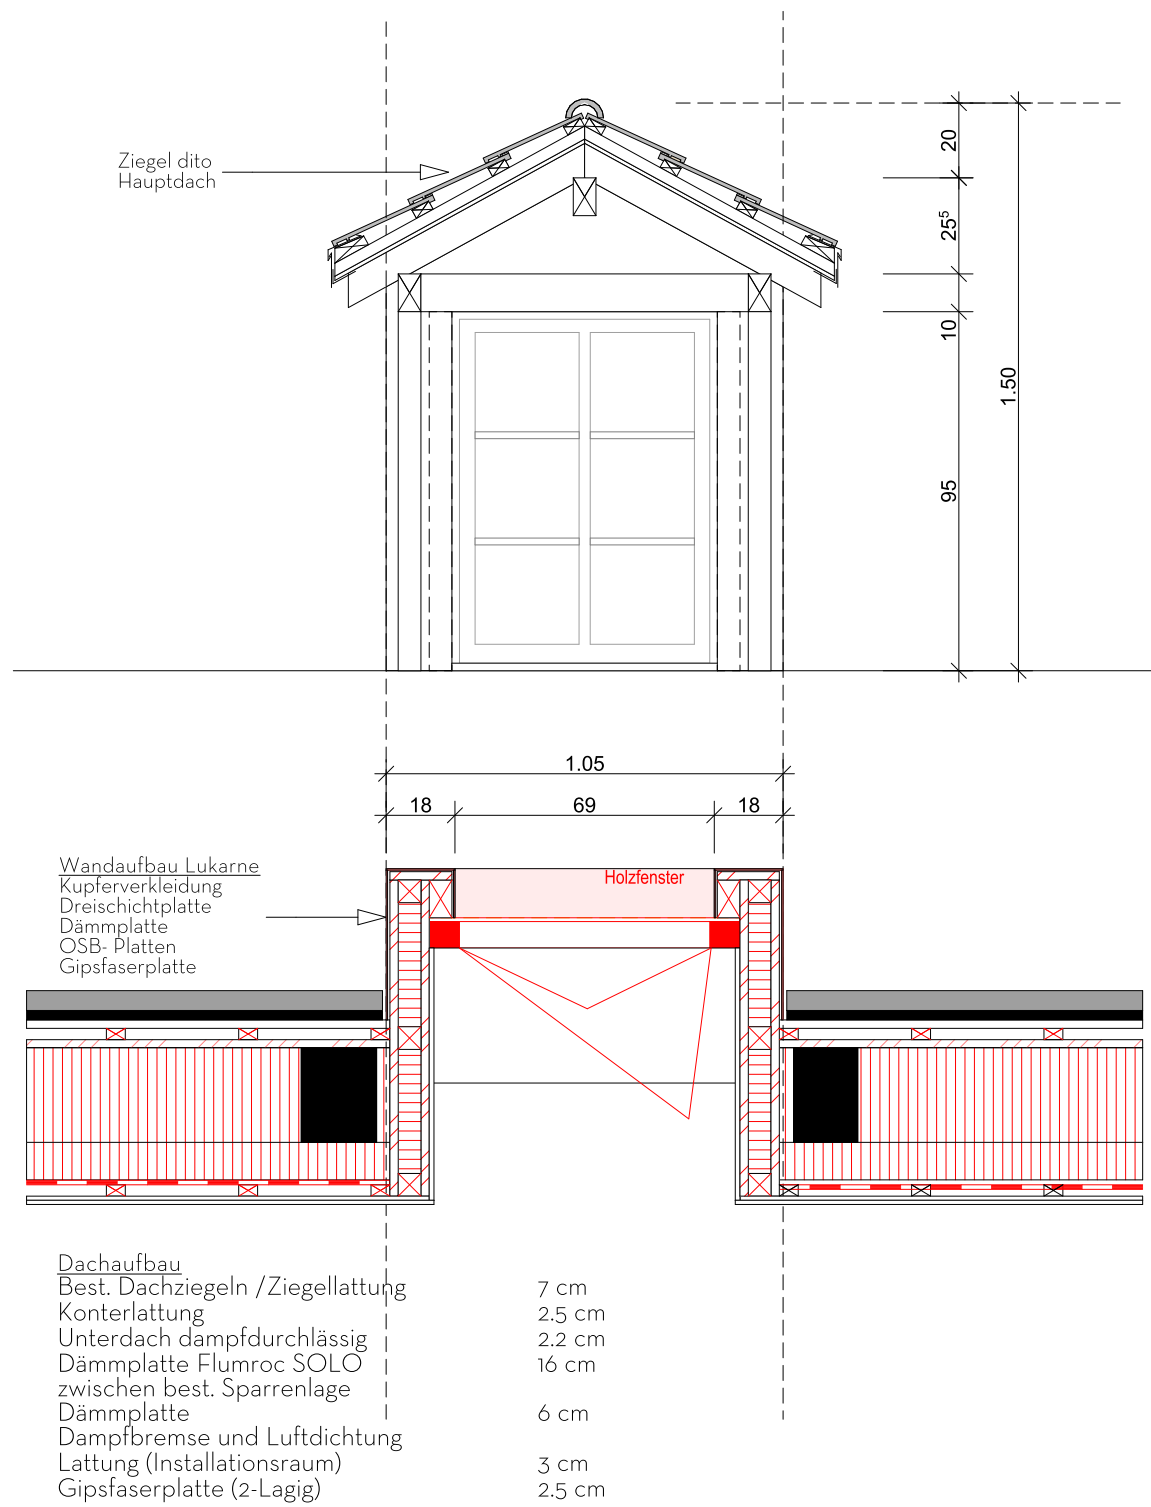 Ziegel dito
Hauptdach
20
25⁵
10
1.50
95
1.05
18
69
18
Wandaufbau Lukarne
Kupferverkleidung
Dreischichtplatte
Dämmplatte
OSB- Platten
Gipsfaserplatte
Holzfenster
Dachaufbau
Best. Dachziegeln /Ziegellattung 7 cm
Konterlattung 2.5 cm
Unterdach dampfdurchlässig 2.2 cm
Dämmplatte Flumroc SOLO 16 cm
zwischen best. Sparrenlage
Dämmplatte 6 cm
Dampfbremse und Luftdichtung
Lattung (Installationsraum) 3 cm
Gipsfaserplatte (2-Lagig) 2.5 cm